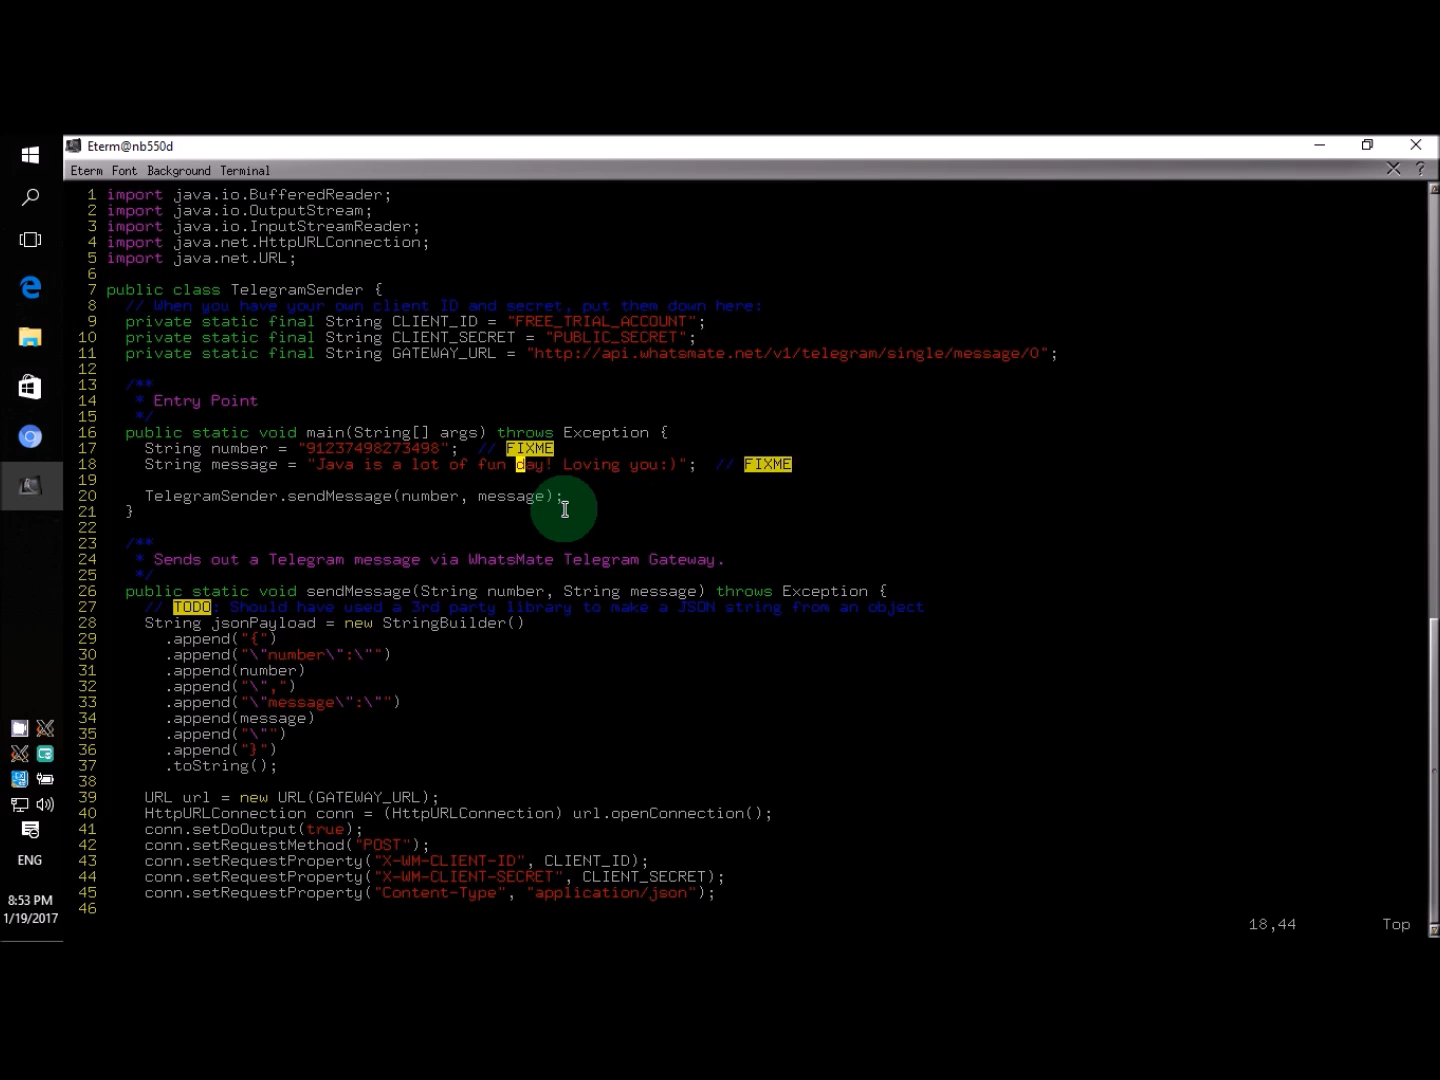 Eterm@nb550d
Eterm Font Background Terminal
1 import java.io.BufferedReader;
2 import java.io.OutputStream;
3 import java.io.InputStreamReader;
4 import java.net.HttpURLConnection;
5 import java.net.URL;
6
7 public class TelegramSender {
8 // When you have your own client ID and secret, put them down here:
9 private static final String CLIENT_ID = "FREE_TRIAL_ACCOUNT";
10 private static final String CLIENT_SECRET = "PUBLIC_SECRET";
11 private static final String GATEWAY_URL = "http://api.whatsmate.net/v1/telegram/single/message/0";
12
13 /**
14 * Entry Point
15 */
16 public static void main(String[] args) throws Exception {
17 String number = "91237498273498"; // FIXME
18 String message = "Java is a lot of fun day! Loving you:)"; // FIXME
19
20 TelegramSender.sendMessage(number, message);
21 }
22
23 /**
24 * Sends out a Telegram message via WhatsMate Telegram Gateway.
25 */
26 public static void sendMessage(String number, String message) throws Exception {
27 // TODO: Should have used a 3rd party library to make a JSON string from an object
28 String jsonPayload = new StringBuilder()
29 .append("{")
30 .append("\"number\":\"")
31 .append(number)
32 .append("\",")
33 .append("\"message\":\"")
34 .append(message)
35 .append("\"")
36 .append("}")
37 .toString();
38
39 URL url = new URL(GATEWAY_URL);
40 HttpURLConnection conn = (HttpURLConnection) url.openConnection();
41 conn.setDoOutput(true);
42 conn.setRequestMethod("POST");
43 conn.setRequestProperty("X-WM-CLIENT-ID", CLIENT_ID);
44 conn.setRequestProperty("X-WM-CLIENT-SECRET", CLIENT_SECRET);
45 conn.setRequestProperty("Content-Type", "application/json");
46
18,44 Top
ENG
8:53 PM
1/19/2017